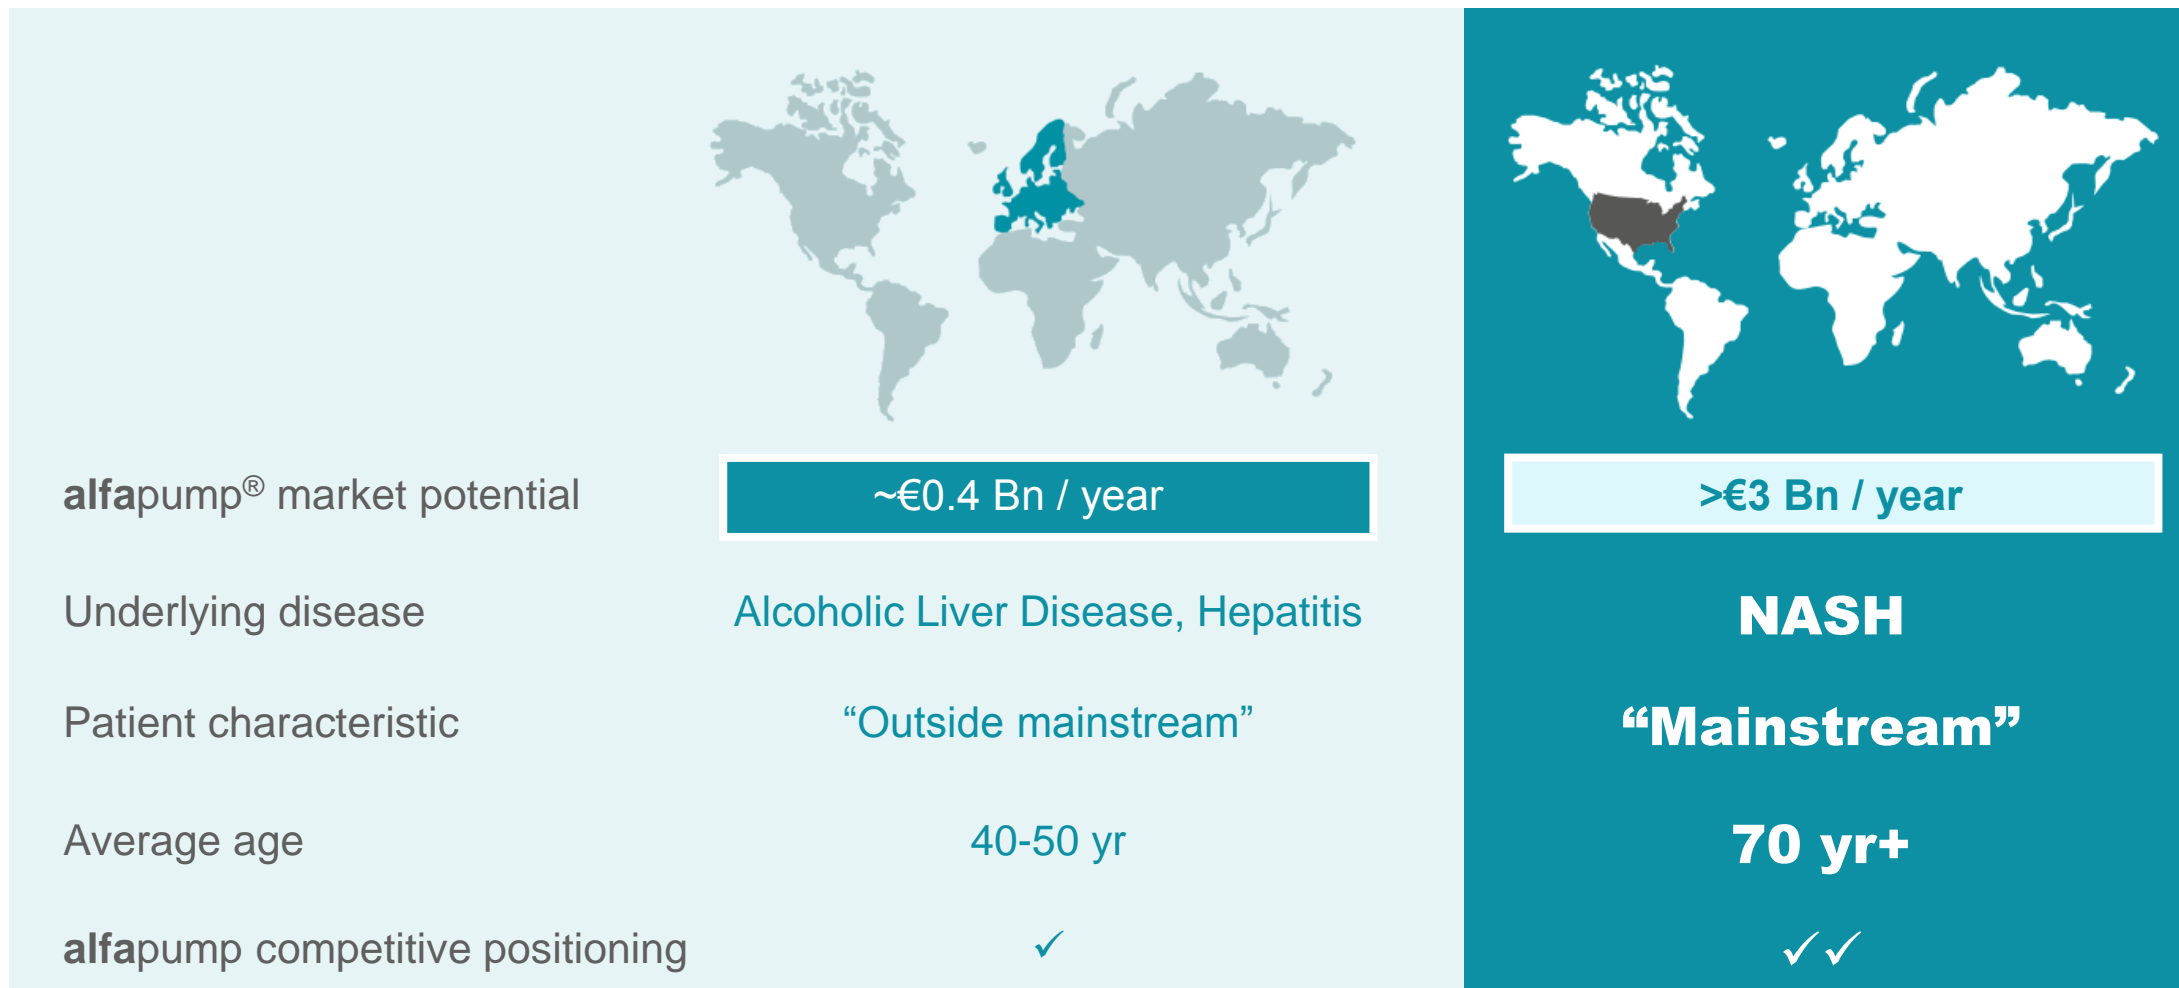 alfapump® market potential ~€0.4 Bn / year >€3 Bn / year
Underlying disease Alcoholic Liver Disease, Hepatitis NASH
Patient characteristic “Outside mainstream” “Mainstream”
Average age 40-50 yr 70 yr+
alfapump competitive positioning ✓ ✓✓